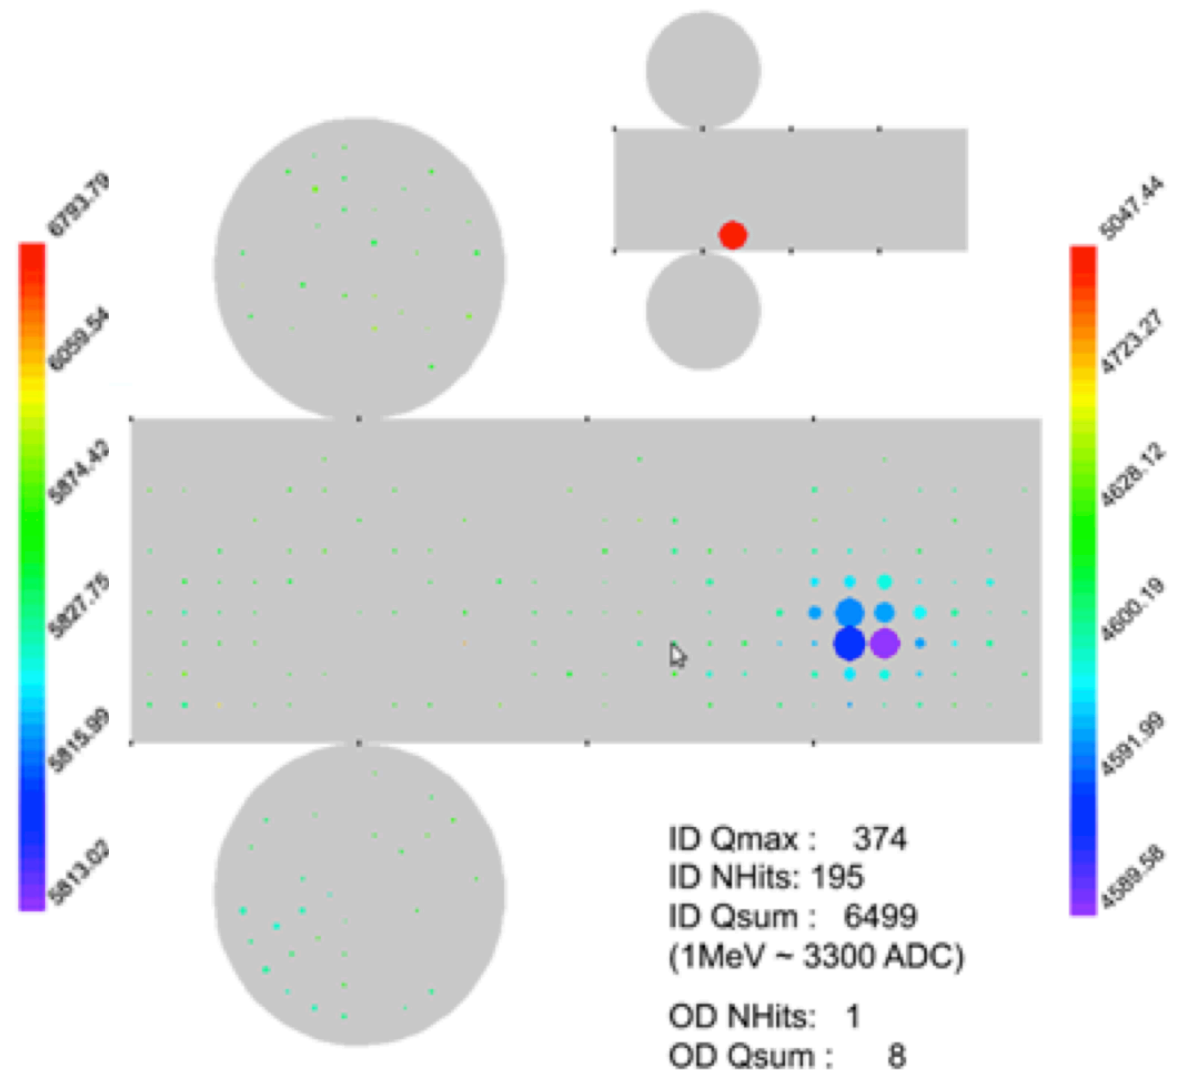 6793.79
6059.54
5874.43
5827.75
5815.99
5813.02
5047.44
4723.27
4628.12
4600.19
4591.99
4589.58
ID Qmax : 374
ID NHits: 195
ID Qsum : 6499
(1MeV ~ 3300 ADC)
OD NHits: 1
OD Qsum : 8